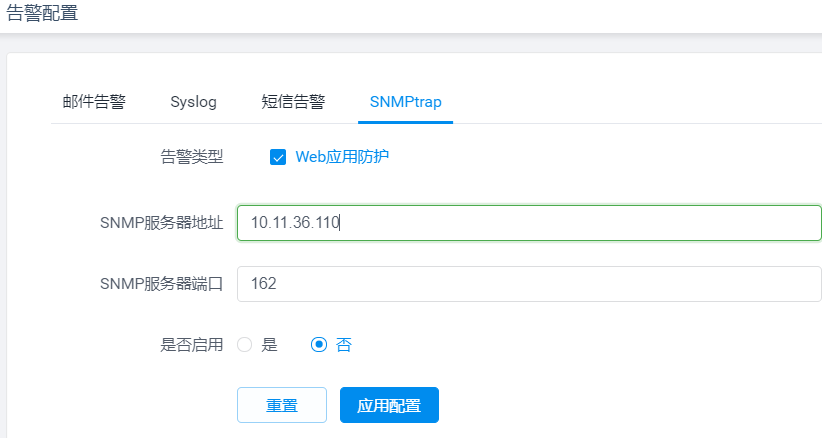 告警配置
邮件告警 Syslog 短信告警 SNMPtrap
告警类型 Web应用防护
SNMP服务器地址 10.11.36.110
SNMP服务器端口 162
是否启用 是 否
重置 应用配置